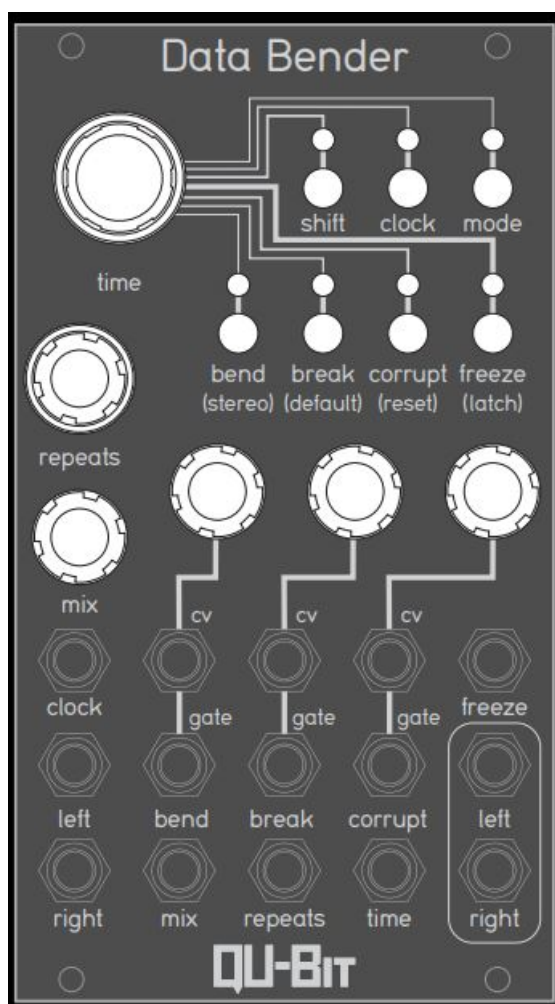 Data Bender
shift clock mode
time
bend break corrupt freeze
(stereo) (default) (reset) (latch)
repeats
mix
cv cv cv
clock freeze
gate gate gate
left bend break corrupt left
right mix repeats time right
QU-BIT